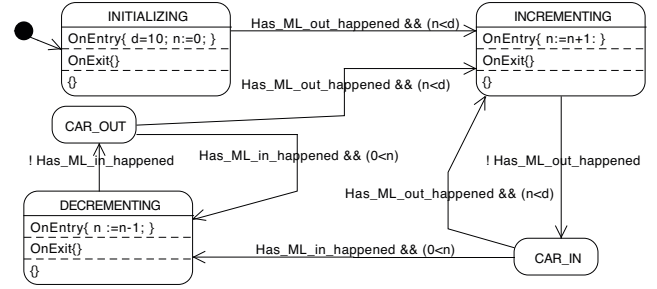 INITIALIZING
OnEntry{ d=10; n:=0; }
OnExit{}
{}
Has_ML_out_happened && (n<d)
INCREMENTING
OnEntry{ n:=n+1: }
OnExit{}
{}
Has_ML_out_happened && (n<d)
CAR_OUT
! Has_ML_in_happened
Has_ML_in_happened && (0<n)
! Has_ML_out_happened
Has_ML_out_happened && (n<d)
DECREMENTING
OnEntry{ n :=n-1; }
OnExit{}
{}
Has_ML_in_happened && (0<n)
CAR_IN